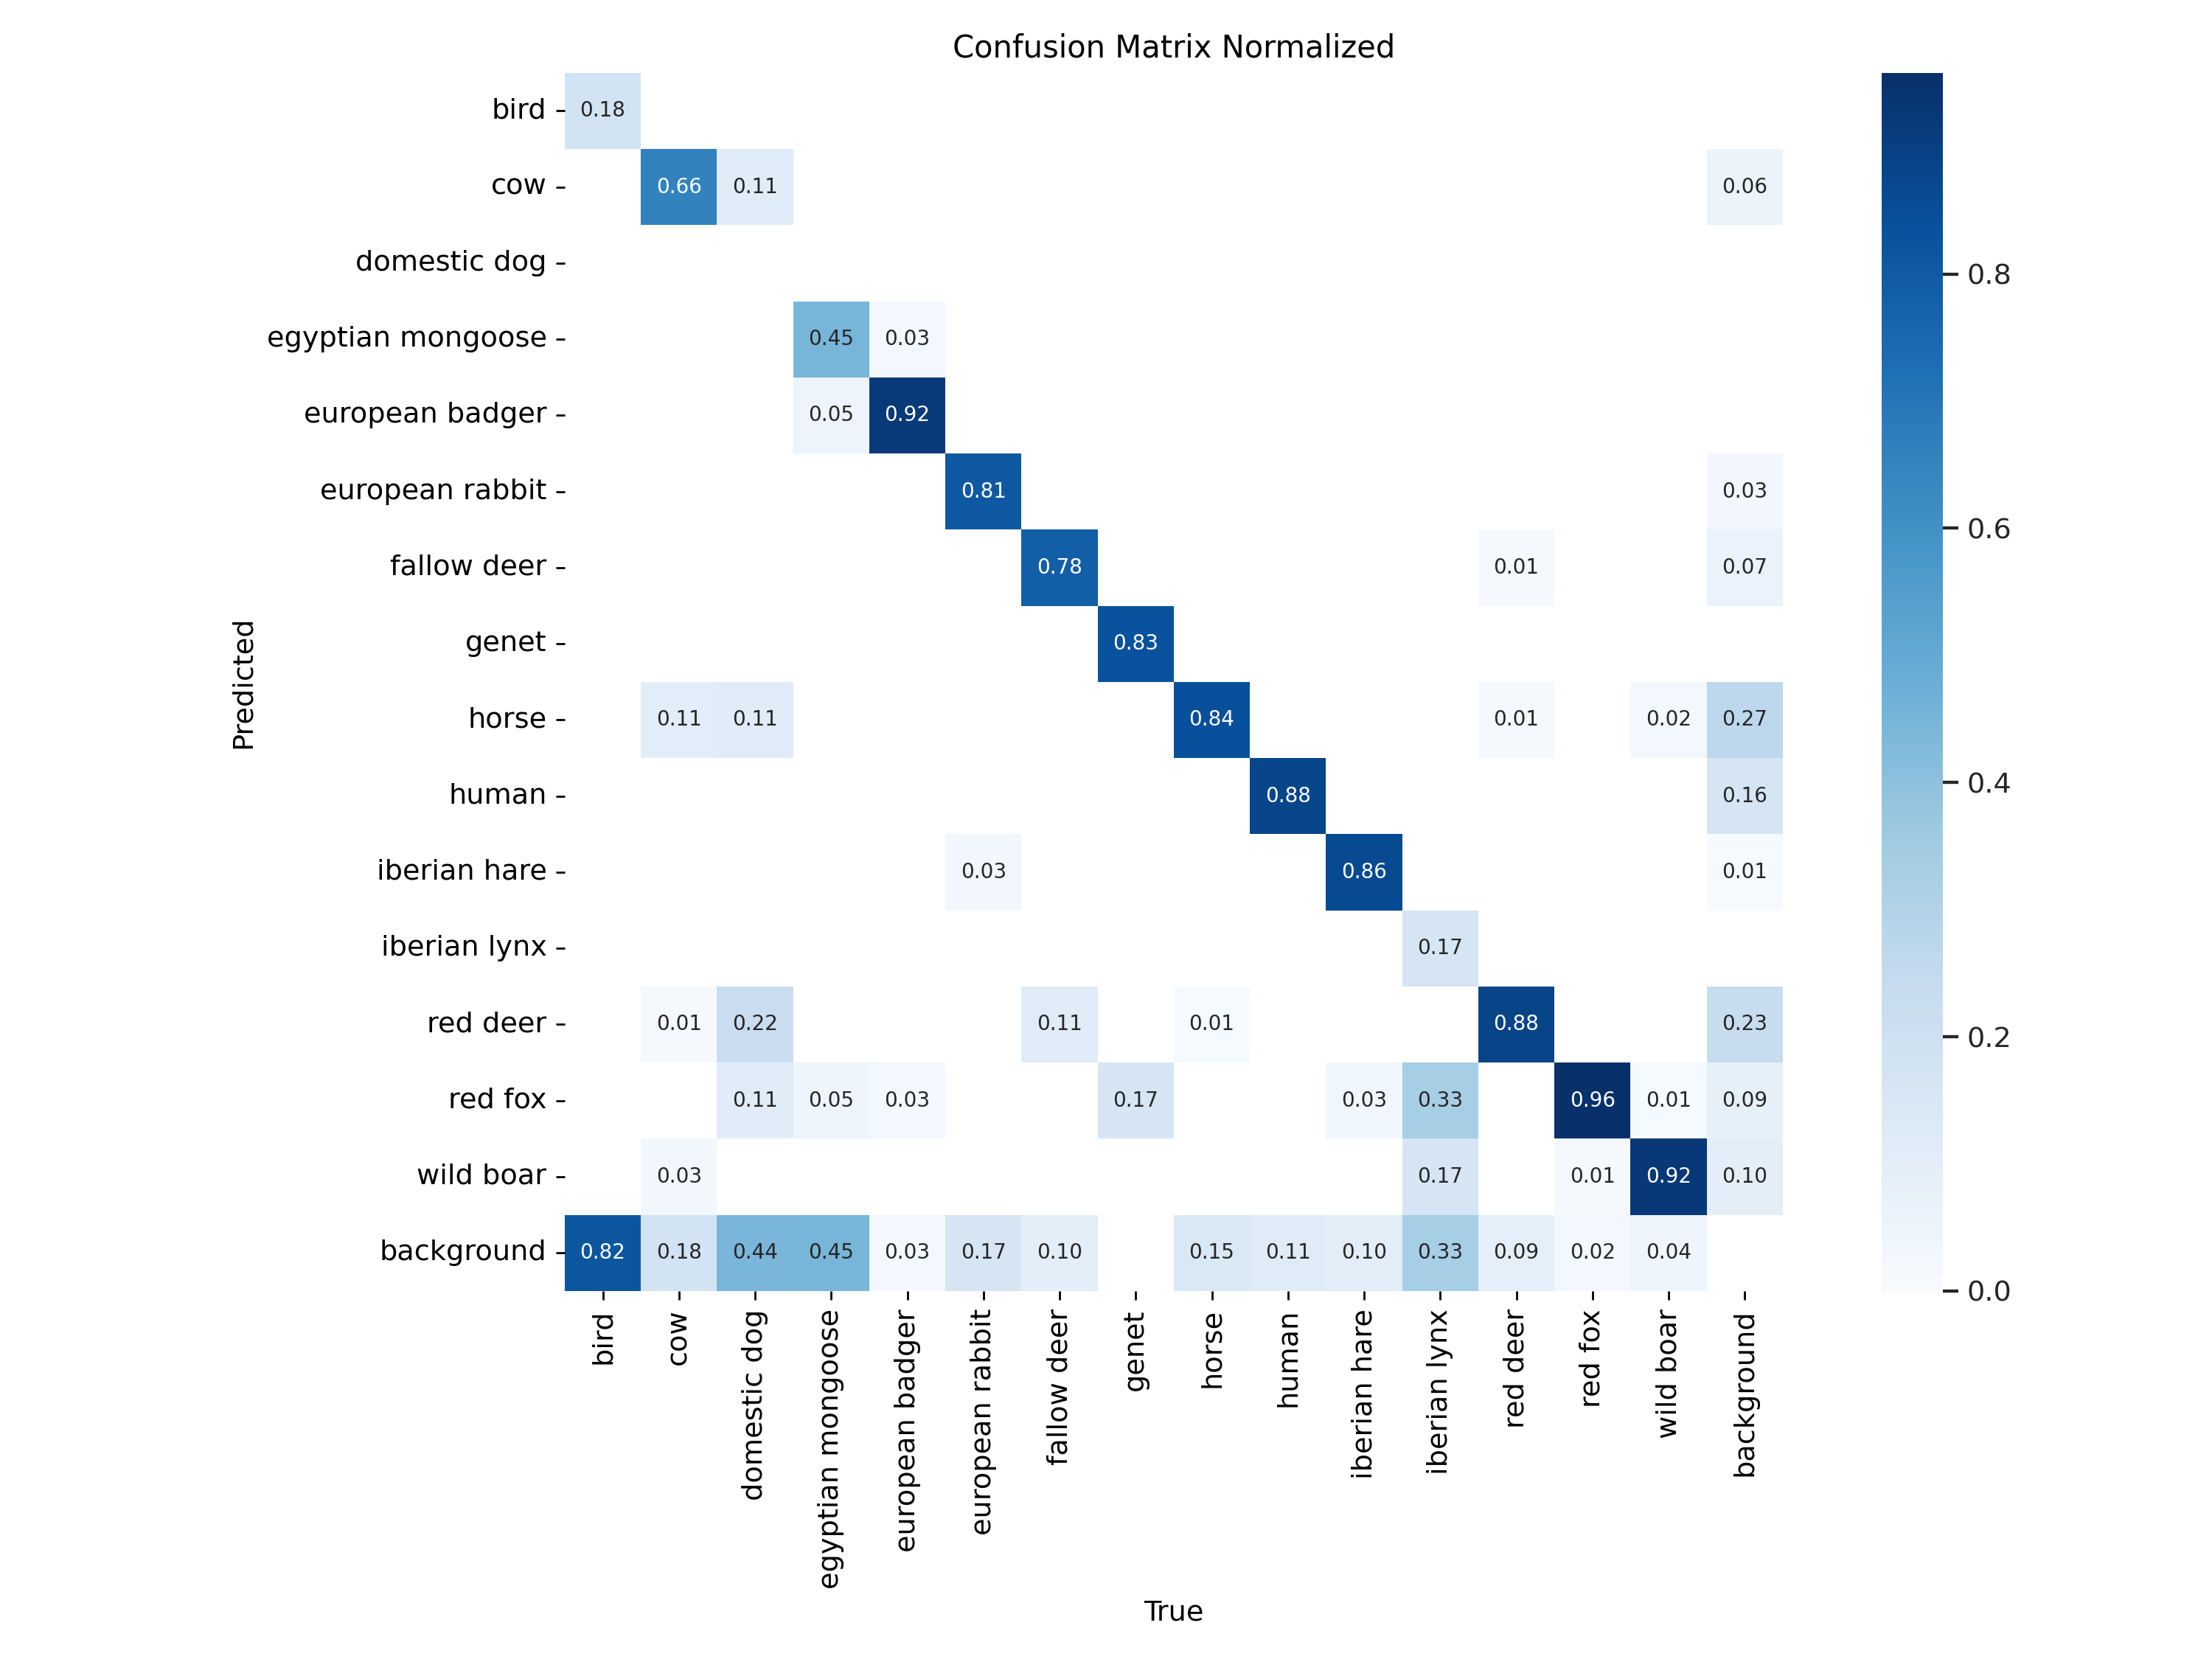 Confusion Matrix Normalized
bird 0.18
cow 0.66 0.11 0.06
domestic dog
0.8
egyptian mongoose 0.45 0.03
european badger 0.05 0.92
european rabbit 0.81 0.03
0.6
fallow deer 0.78 0.01 0.07
genet 0.83
Predicted
horse 0.11 0.11 0.84 0.01 0.02 0.27
human 0.88 0.16
0.4
iberian hare 0.03 0.86 0.01
iberian lynx 0.17
red deer 0.01 0.22 0.11 0.01 0.88 0.23
0.2
red fox 0.11 0.05 0.03 0.17 0.03 0.33 0.96 0.01 0.09
wild boar 0.03 0.17 0.01 0.92 0.10
background 0.82 0.18 0.44 0.45 0.03 0.17 0.10 0.15 0.11 0.10 0.33 0.09 0.02 0.04
0.0
bird
cow
domestic dog
egyptian mongoose
european badger
european rabbit
fallow deer
genet
horse
human
iberian hare
iberian lynx
red deer
red fox
wild boar
background
True